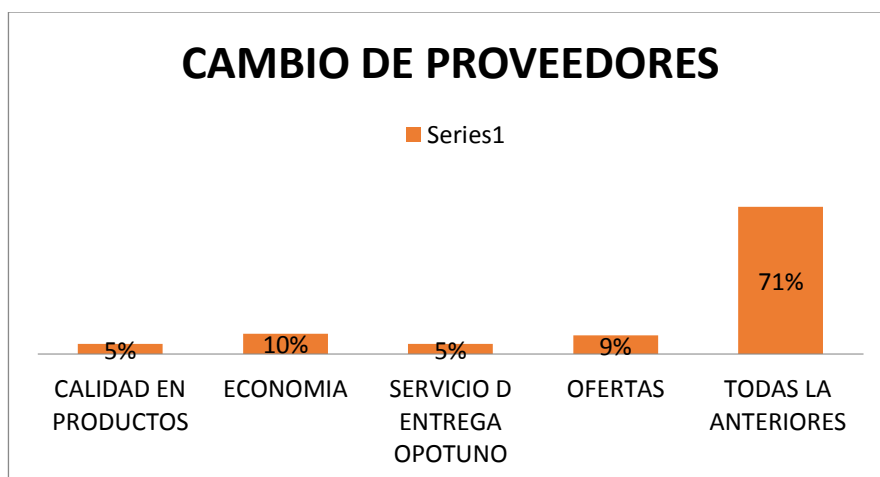 CAMBIO DE PROVEEDORES
Series1
5%
10%
5%
9%
71%
CALIDAD EN
PRODUCTOS
ECONOMIA
SERVICIO D
ENTREGA
OPOTUNO
OFERTAS
TODAS LA
ANTERIORES